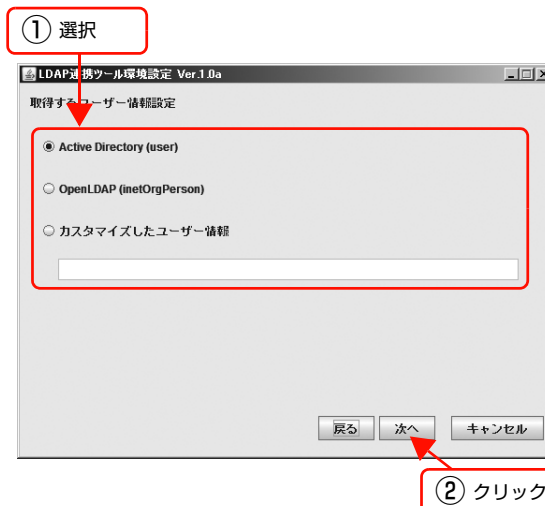 ① 選択
LDAP連携ツール環境設定 Ver.1.0a
取得するユーザー情報設定
Active Directory (user)
OpenLDAP (inetOrgPerson)
カスタマイズしたユーザー情報
戻る 次へ キャンセル
② クリック